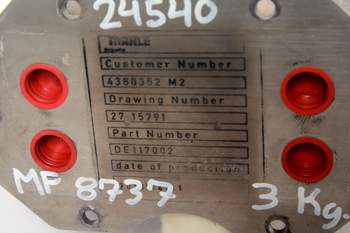 24540
MAHLE
Customer Number
4380352 M2
Drawing Number
27 15791
Part Number
DE117002
date of production
MF 8737
3 Kg.